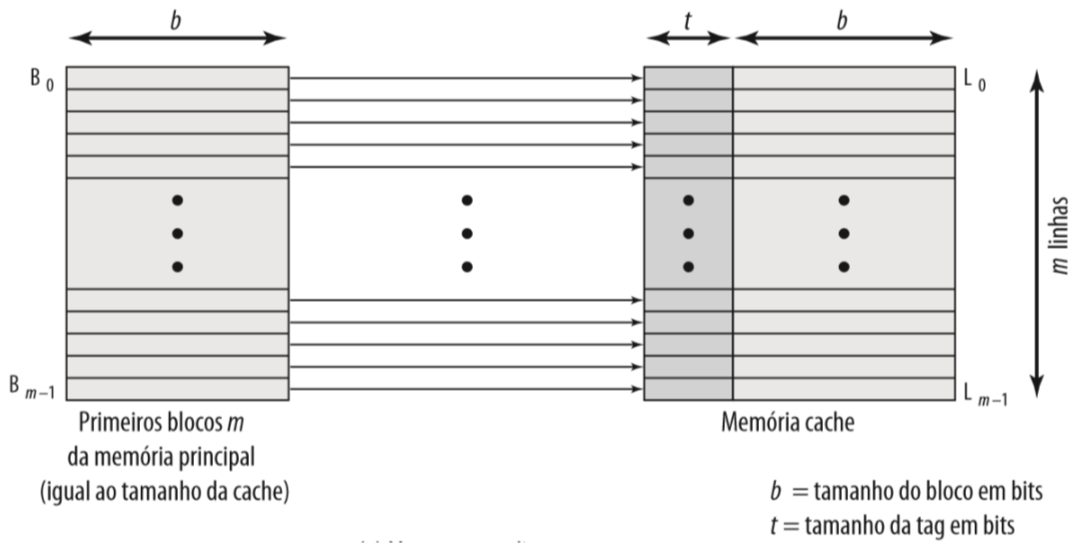 b
t
b
B 0
L 0
m linhas
B m–1
L m–1
Primeiros blocos m
da memória principal
(igual ao tamanho da cache)
Memória cache
b = tamanho do bloco em bits
t = tamanho da tag em bits